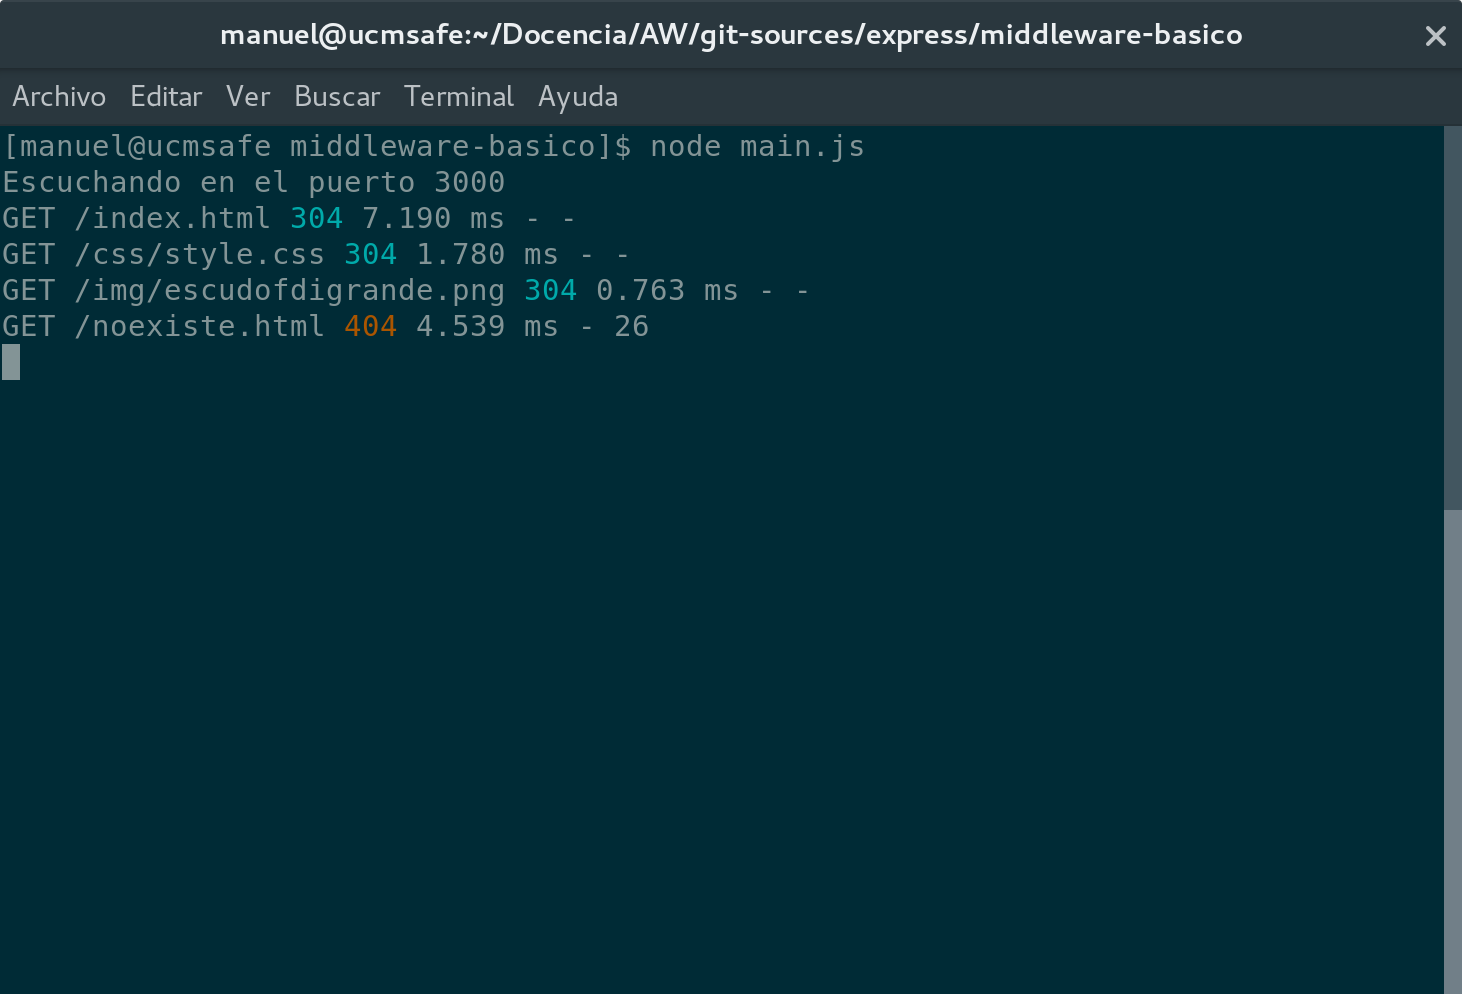 manuel@ucmsafe:~/Docencia/AW/git-sources/express/middleware-basico
Archivo Editar Ver Buscar Terminal Ayuda
[manuel@ucmsafe middleware-basico]$ node main.js
Escuchando en el puerto 3000
GET /index.html 304 7.190 ms - -
GET /css/style.css 304 1.780 ms - -
GET /img/escudofdigrande.png 304 0.763 ms - -
GET /noexiste.html 404 4.539 ms - 26